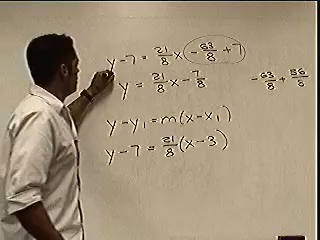 y - 7 = 21/8 x - 63/8 + 7
y = 21/8 x - 7/8
- 63/8 + 56/8
y - y₁ = m(x - x₁)
y - 7 = 21/8 (x - 3)